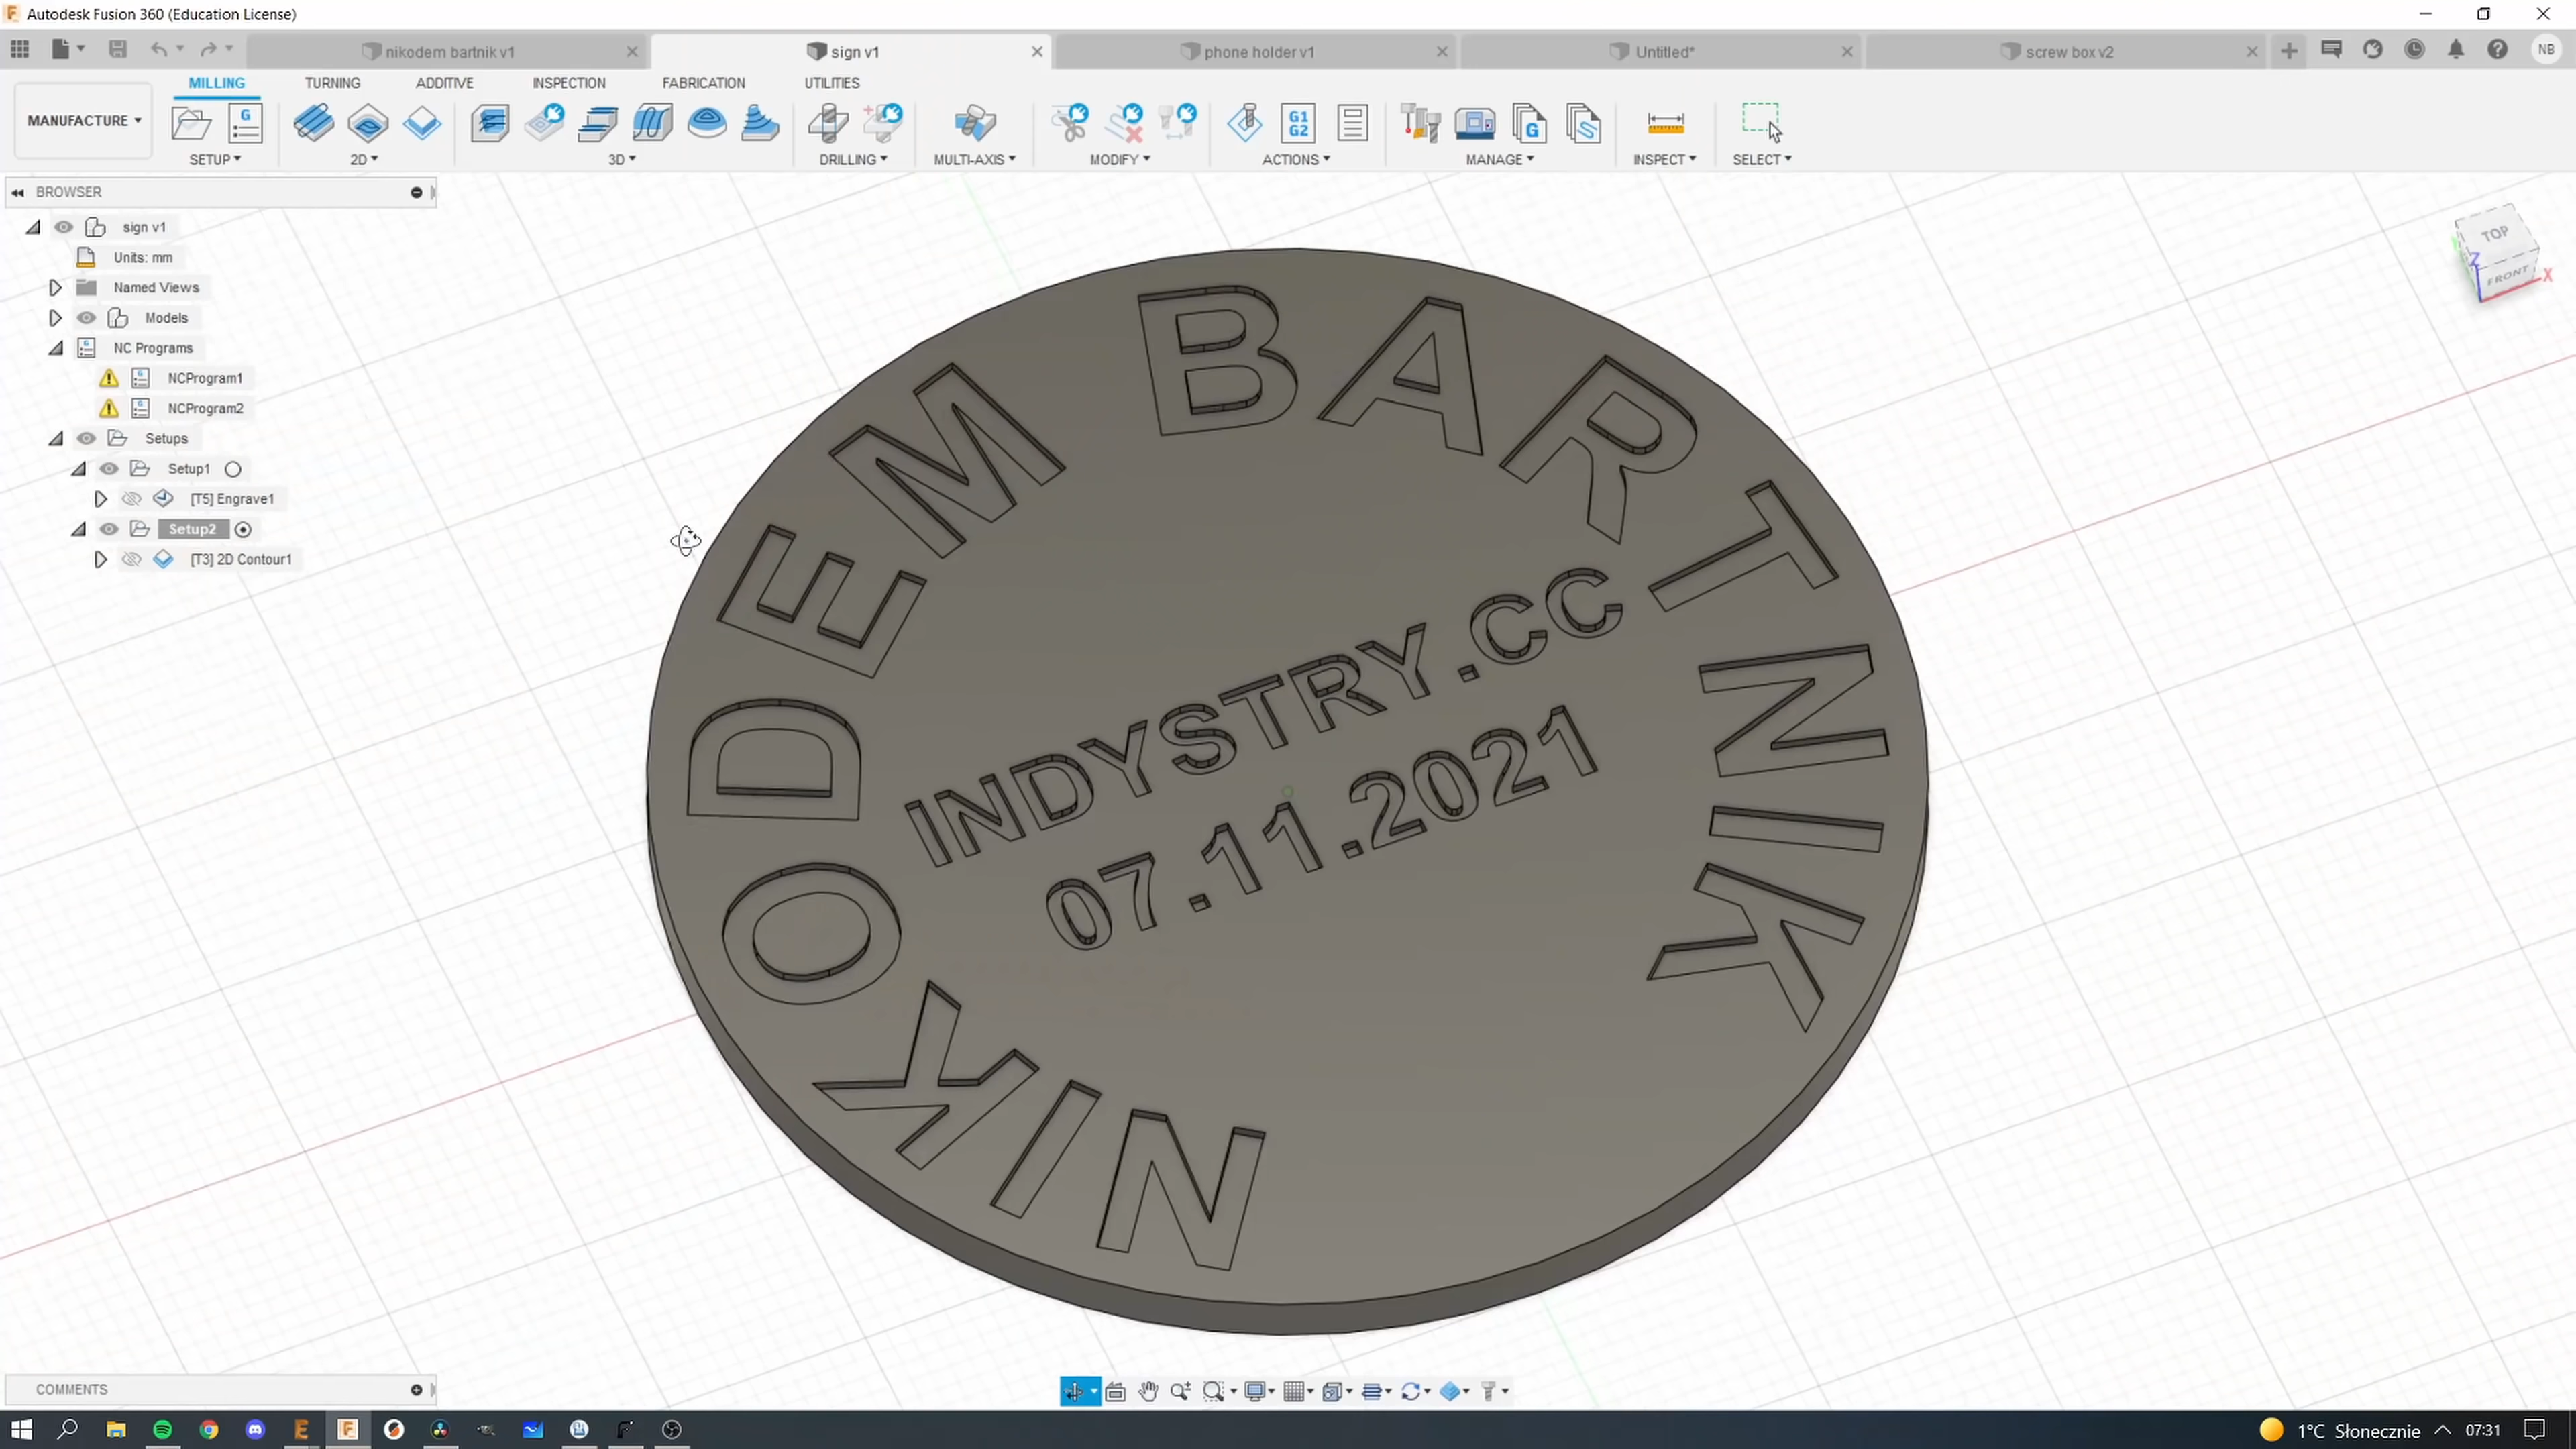 Autodesk Fusion 360 (Education License)
nikodem bartnik v1
sign v1
phone holder v1
Untitled*
screw box v2
NB
MANUFACTURE
MILLING
TURNING
ADDITIVE
INSPECTION
FABRICATION
UTILITIES
G
G1
G2
G
SETUP
2D
3D
DRILLING
MULTI-AXIS
MODIFY
ACTIONS
MANAGE
INSPECT
SELECT
BROWSER
sign v1
Units: mm
Named Views
Models
NC Programs
NCProgram1
NCProgram2
Setups
Setup1
[T5] Engrave1
Setup2
[T3] 2D Contour1
TOP
FRONT
Z
X
NIKODEM BARTNIK
INDYSTRY.CC
07.11.2021
COMMENTS
1°C Słonecznie
07:31